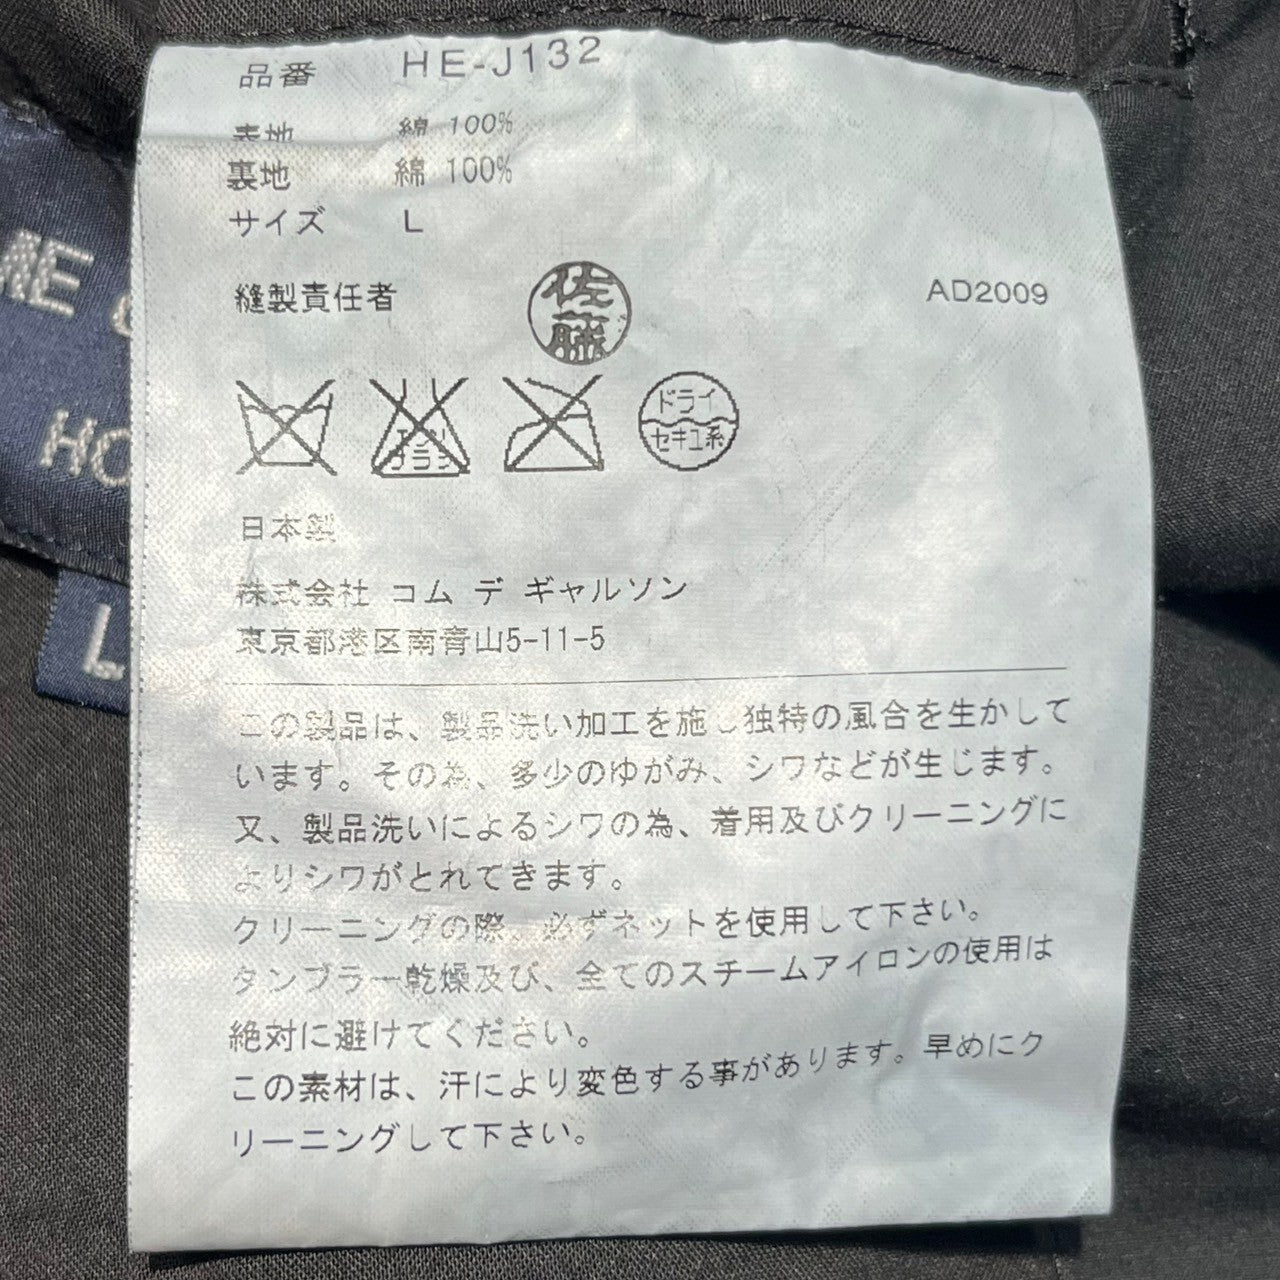 品番 HE-J132
表地 綿 100%
裏地 綿 100%
サイズ L
縫製責任者 佐藤 AD2009
エンソ
サラシ
ドライ
セキユ系
日本製
株式会社 コム デ ギャルソン
東京都港区南青山5-11-5
この製品は、製品洗い加工を施し独特の風合を生かして
います。その為、多少のゆがみ、シワなどが生じます。
又、製品洗いによるシワの為、着用及びクリーニングに
よりシワがとれてきます。
クリーニングの際、必ずネットを使用して下さい。
タンブラー乾燥及び、全てのスチームアイロンの使用は
絶対に避けてください。
この素材は、汗により変色する事があります。早めにク
リーニングして下さい。
HO
L